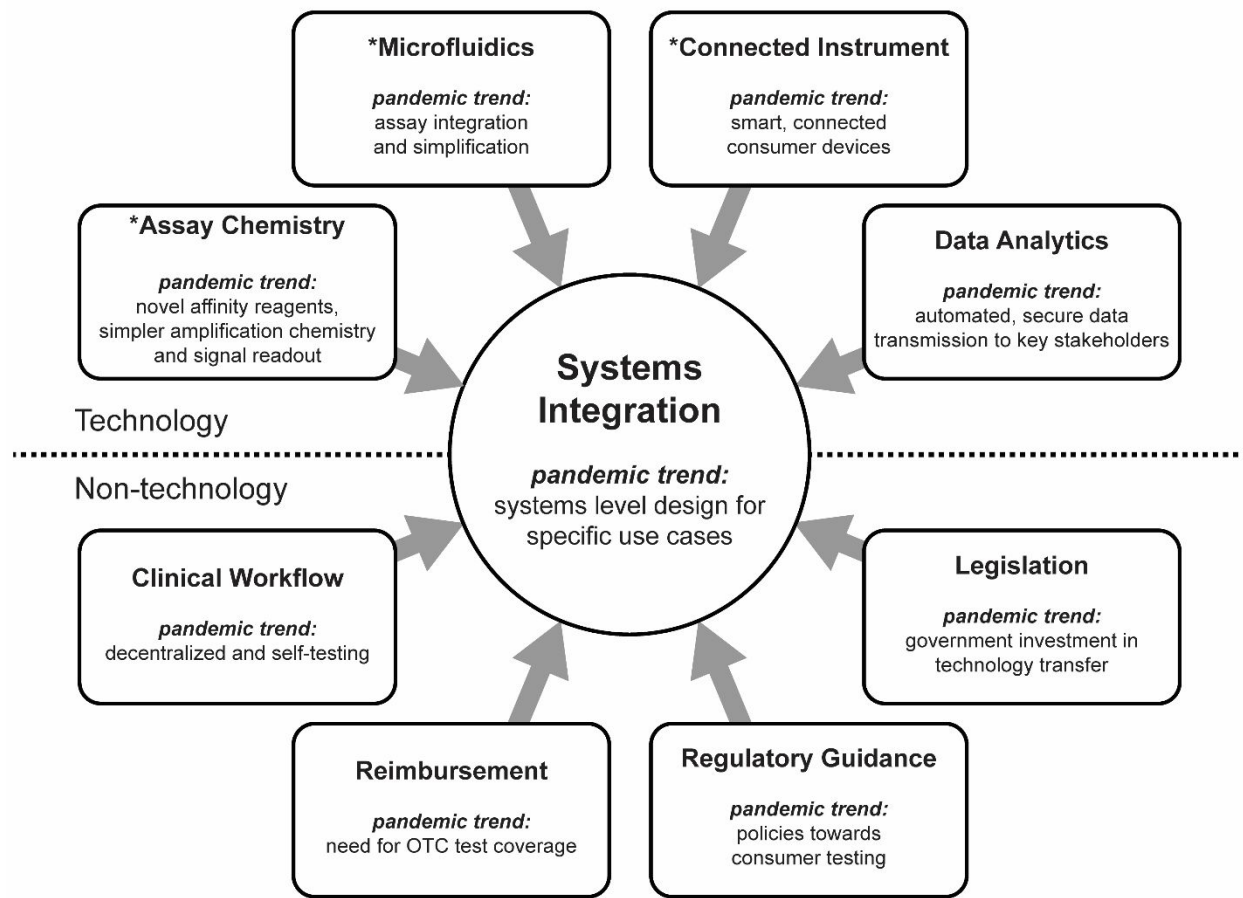 *Microfluidics
pandemic trend:
assay integration
and simplification
*Connected Instrument
pandemic trend:
smart, connected
consumer devices
*Assay Chemistry
pandemic trend:
novel affinity reagents,
simpler amplification chemistry
and signal readout
Data Analytics
pandemic trend:
automated, secure data
transmission to key stakeholders
Systems
Integration
pandemic trend:
systems level design for
specific use cases
Technology
Non-technology
Clinical Workflow
pandemic trend:
decentralized and self-testing
Legislation
pandemic trend:
government investment in
technology transfer
Reimbursement
pandemic trend:
need for OTC test coverage
Regulatory Guidance
pandemic trend:
policies towards
consumer testing